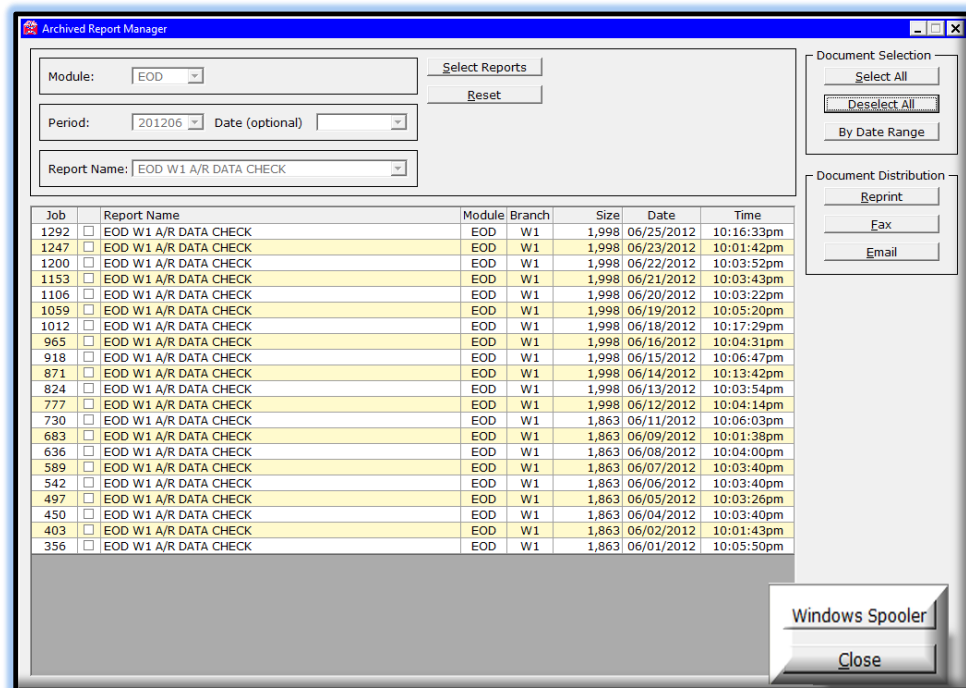 Archived Report Manager
Module: EOD
Select Reports
Reset
Period: 201206 Date (optional)
Report Name: EOD W1 A/R DATA CHECK
Document Selection
Select All
Deselect All
By Date Range
Document Distribution
Reprint
Fax
Email
Job Report Name Module Branch Size Date Time
1292 EOD W1 A/R DATA CHECK EOD W1 1,998 06/25/2012 10:16:33pm
1247 EOD W1 A/R DATA CHECK EOD W1 1,998 06/23/2012 10:01:42pm
1200 EOD W1 A/R DATA CHECK EOD W1 1,998 06/22/2012 10:03:52pm
1153 EOD W1 A/R DATA CHECK EOD W1 1,998 06/21/2012 10:03:43pm
1106 EOD W1 A/R DATA CHECK EOD W1 1,998 06/20/2012 10:03:22pm
1059 EOD W1 A/R DATA CHECK EOD W1 1,998 06/19/2012 10:05:20pm
1012 EOD W1 A/R DATA CHECK EOD W1 1,998 06/18/2012 10:17:29pm
965 EOD W1 A/R DATA CHECK EOD W1 1,998 06/16/2012 10:04:31pm
918 EOD W1 A/R DATA CHECK EOD W1 1,998 06/15/2012 10:06:47pm
871 EOD W1 A/R DATA CHECK EOD W1 1,998 06/14/2012 10:13:42pm
824 EOD W1 A/R DATA CHECK EOD W1 1,998 06/13/2012 10:03:54pm
777 EOD W1 A/R DATA CHECK EOD W1 1,998 06/12/2012 10:04:14pm
730 EOD W1 A/R DATA CHECK EOD W1 1,863 06/11/2012 10:06:03pm
683 EOD W1 A/R DATA CHECK EOD W1 1,863 06/09/2012 10:01:38pm
636 EOD W1 A/R DATA CHECK EOD W1 1,863 06/08/2012 10:04:00pm
589 EOD W1 A/R DATA CHECK EOD W1 1,863 06/07/2012 10:03:40pm
542 EOD W1 A/R DATA CHECK EOD W1 1,863 06/06/2012 10:03:40pm
497 EOD W1 A/R DATA CHECK EOD W1 1,863 06/05/2012 10:03:26pm
450 EOD W1 A/R DATA CHECK EOD W1 1,863 06/04/2012 10:03:40pm
403 EOD W1 A/R DATA CHECK EOD W1 1,863 06/02/2012 10:01:43pm
356 EOD W1 A/R DATA CHECK EOD W1 1,863 06/01/2012 10:05:50pm
Windows Spooler
Close